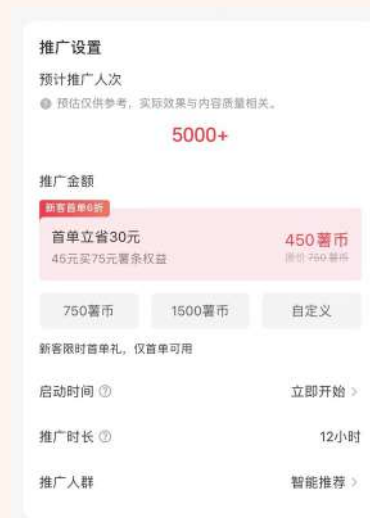 推广设置
预计推广人次
预估仅供参考，实际效果与内容质量相关。
5000+
推广金额
新客首单6折
首单立省30元
450薯币
45元买75元薯条权益
原价 750 薯币
750薯币
1500薯币
自定义
新客限时首单礼，仅首单可用
启动时间 ?
立即开始 >
推广时长 ?
12小时
推广人群
智能推荐 >